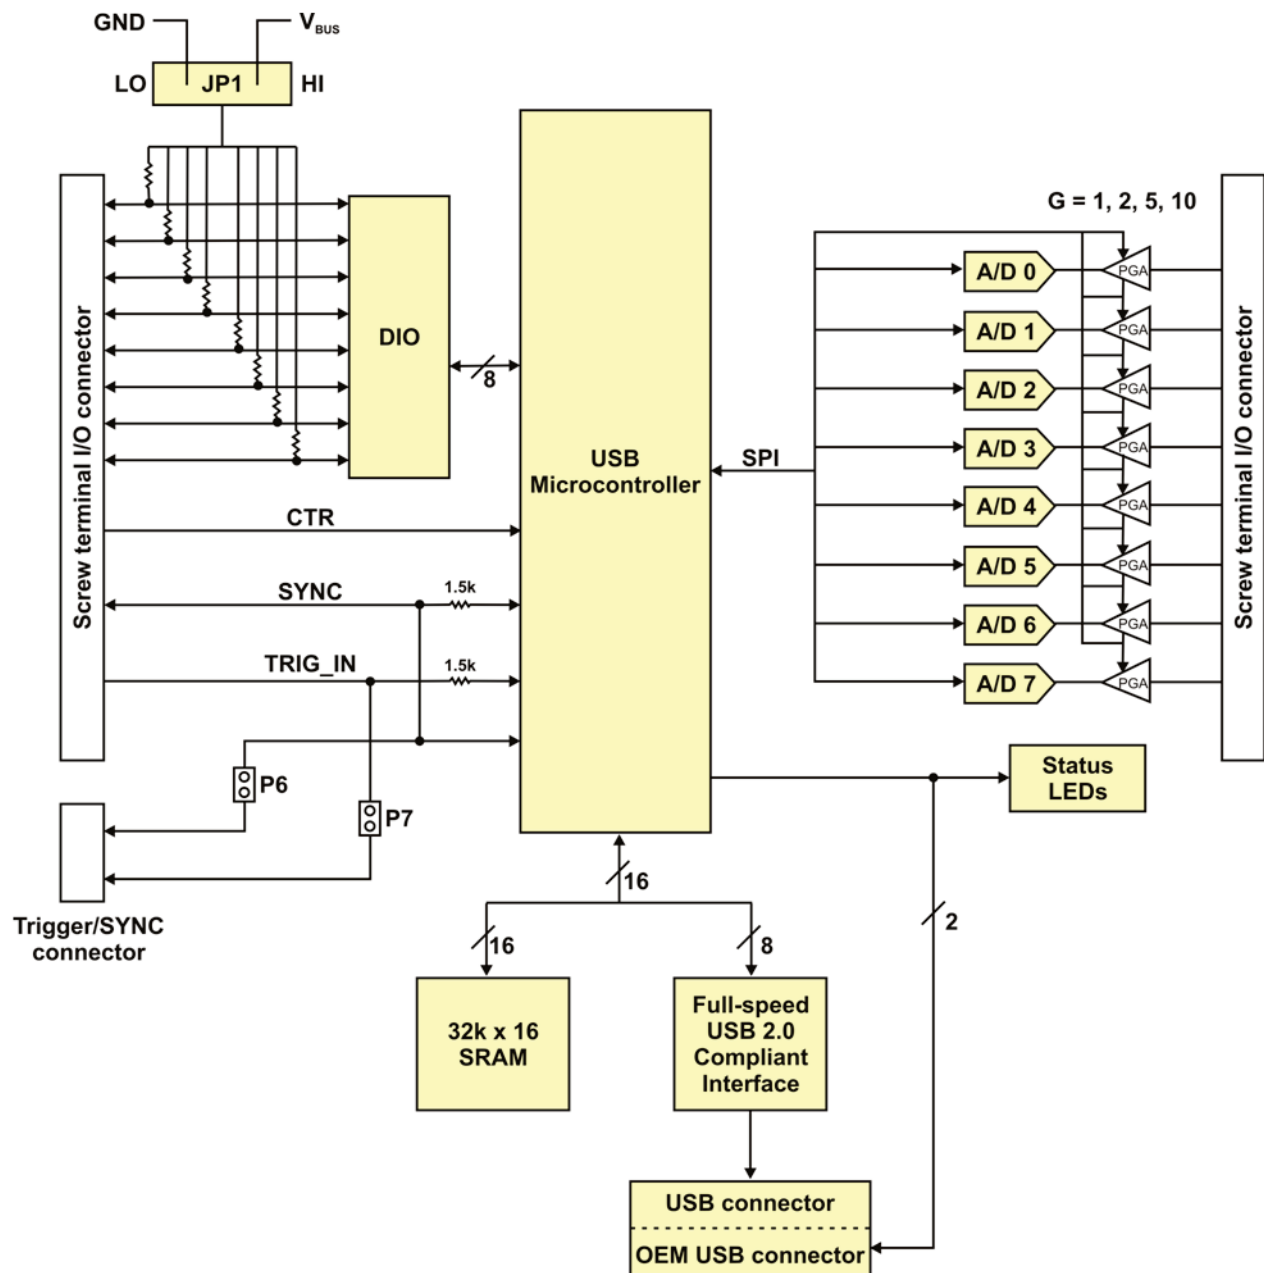 GND
V BUS
LO
JP1
HI
Screw terminal I/O connector
DIO
8
CTR
SYNC
1.5k
TRIG_IN
1.5k
P6
P7
Trigger/SYNC
connector
USB
Microcontroller
SPI
G = 1, 2, 5, 10
A/D 0
PGA
A/D 1
PGA
A/D 2
PGA
A/D 3
PGA
A/D 4
PGA
A/D 5
PGA
A/D 6
PGA
A/D 7
PGA
Screw terminal I/O connector
Status
LEDs
16
16
8
2
32k x 16
SRAM
Full-speed
USB 2.0
Compliant
Interface
USB connector
OEM USB connector